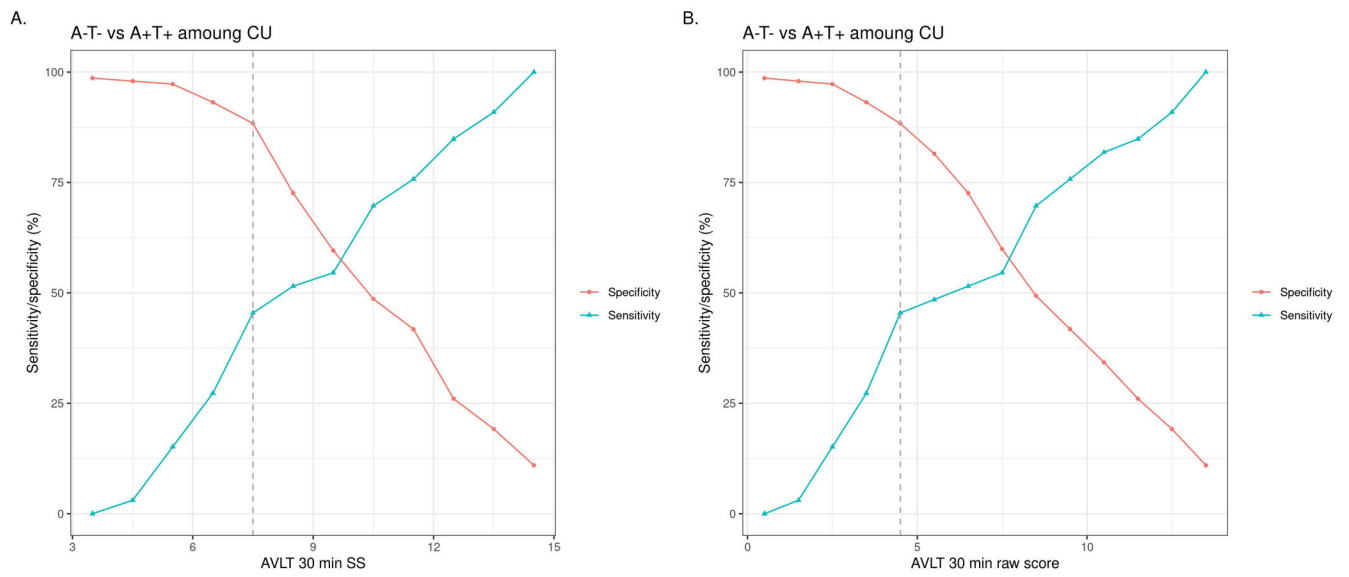 A.
A-T- vs A+T+ amoung CU
100
75
50
25
0
Sensitivity/specificity (%)
3 6 9 12 15
AVLT 30 min SS
Specificity
Sensitivity
B.
A-T- vs A+T+ amoung CU
100
75
50
25
0
Sensitivity/specificity (%)
0 5 10
AVLT 30 min raw score
Specificity
Sensitivity